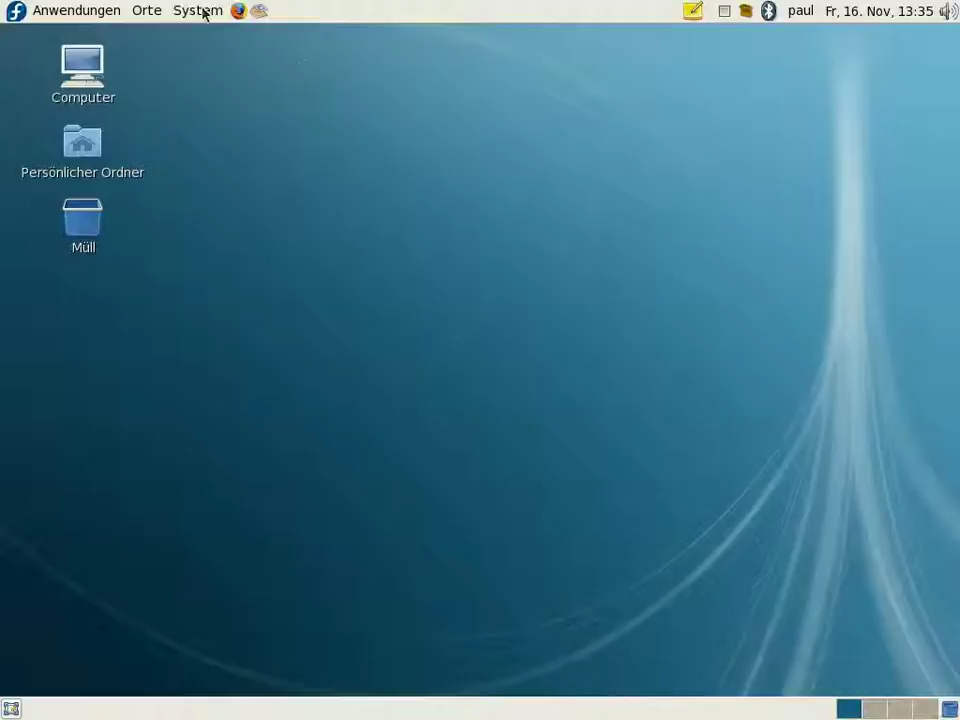 Anwendungen Orte System paul Fr, 16. Nov, 13:35
Computer
Persönlicher Ordner
Müll